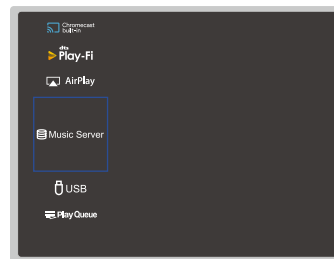 Chromecast
built-in
dts
Play-Fi
AirPlay
Music Server
USB
Play Queue